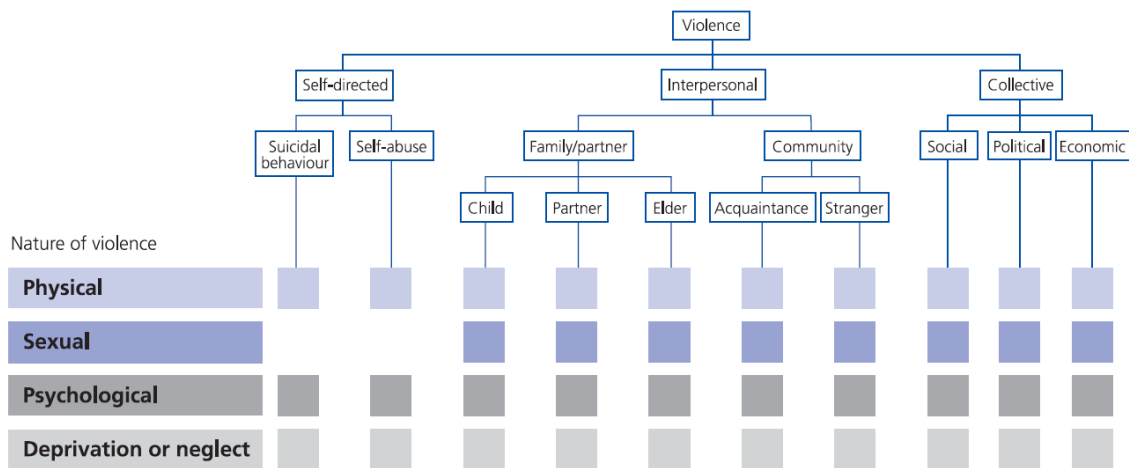 Violence
Self-directed
Interpersonal
Collective
Suicidal
behaviour
Self-abuse
Family/partner
Community
Social
Political
Economic
Child
Partner
Elder
Acquaintance
Stranger
Nature of violence
Physical
Sexual
Psychological
Deprivation or neglect